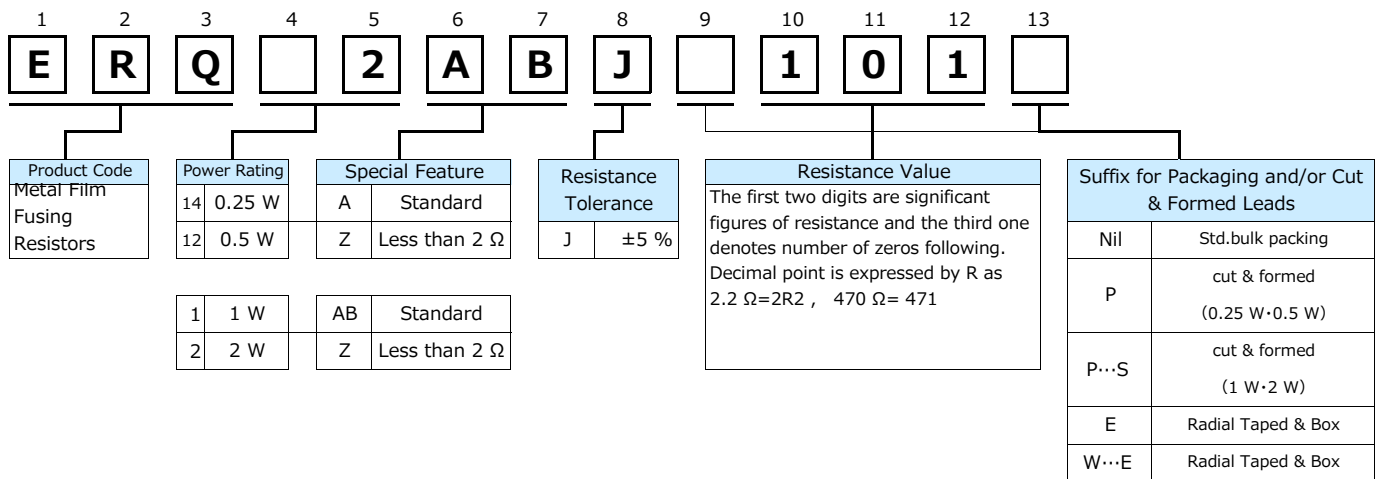 1 2 3 4 5 6 7 8 9 10 11 12 13
E R Q 2 A B J 1 0 1
Product Code
Metal Film
Fusing
Resistors
Power Rating
14 0.25 W
12 0.5 W
1 1 W
2 2 W
Special Feature
A Standard
Z Less than 2 Ω
AB Standard
Z Less than 2 Ω
Resistance
Tolerance
J ±5 %
Resistance Value
The first two digits are significant
figures of resistance and the third one
denotes number of zeros following.
Decimal point is expressed by R as
2.2 Ω=2R2 , 470 Ω= 471
Suffix for Packaging and/or Cut
& Formed Leads
Nil Std.bulk packing
P cut & formed
(0.25 W・0.5 W)
P⋯S cut & formed
(1 W・2 W)
E Radial Taped & Box
W⋯E Radial Taped & Box